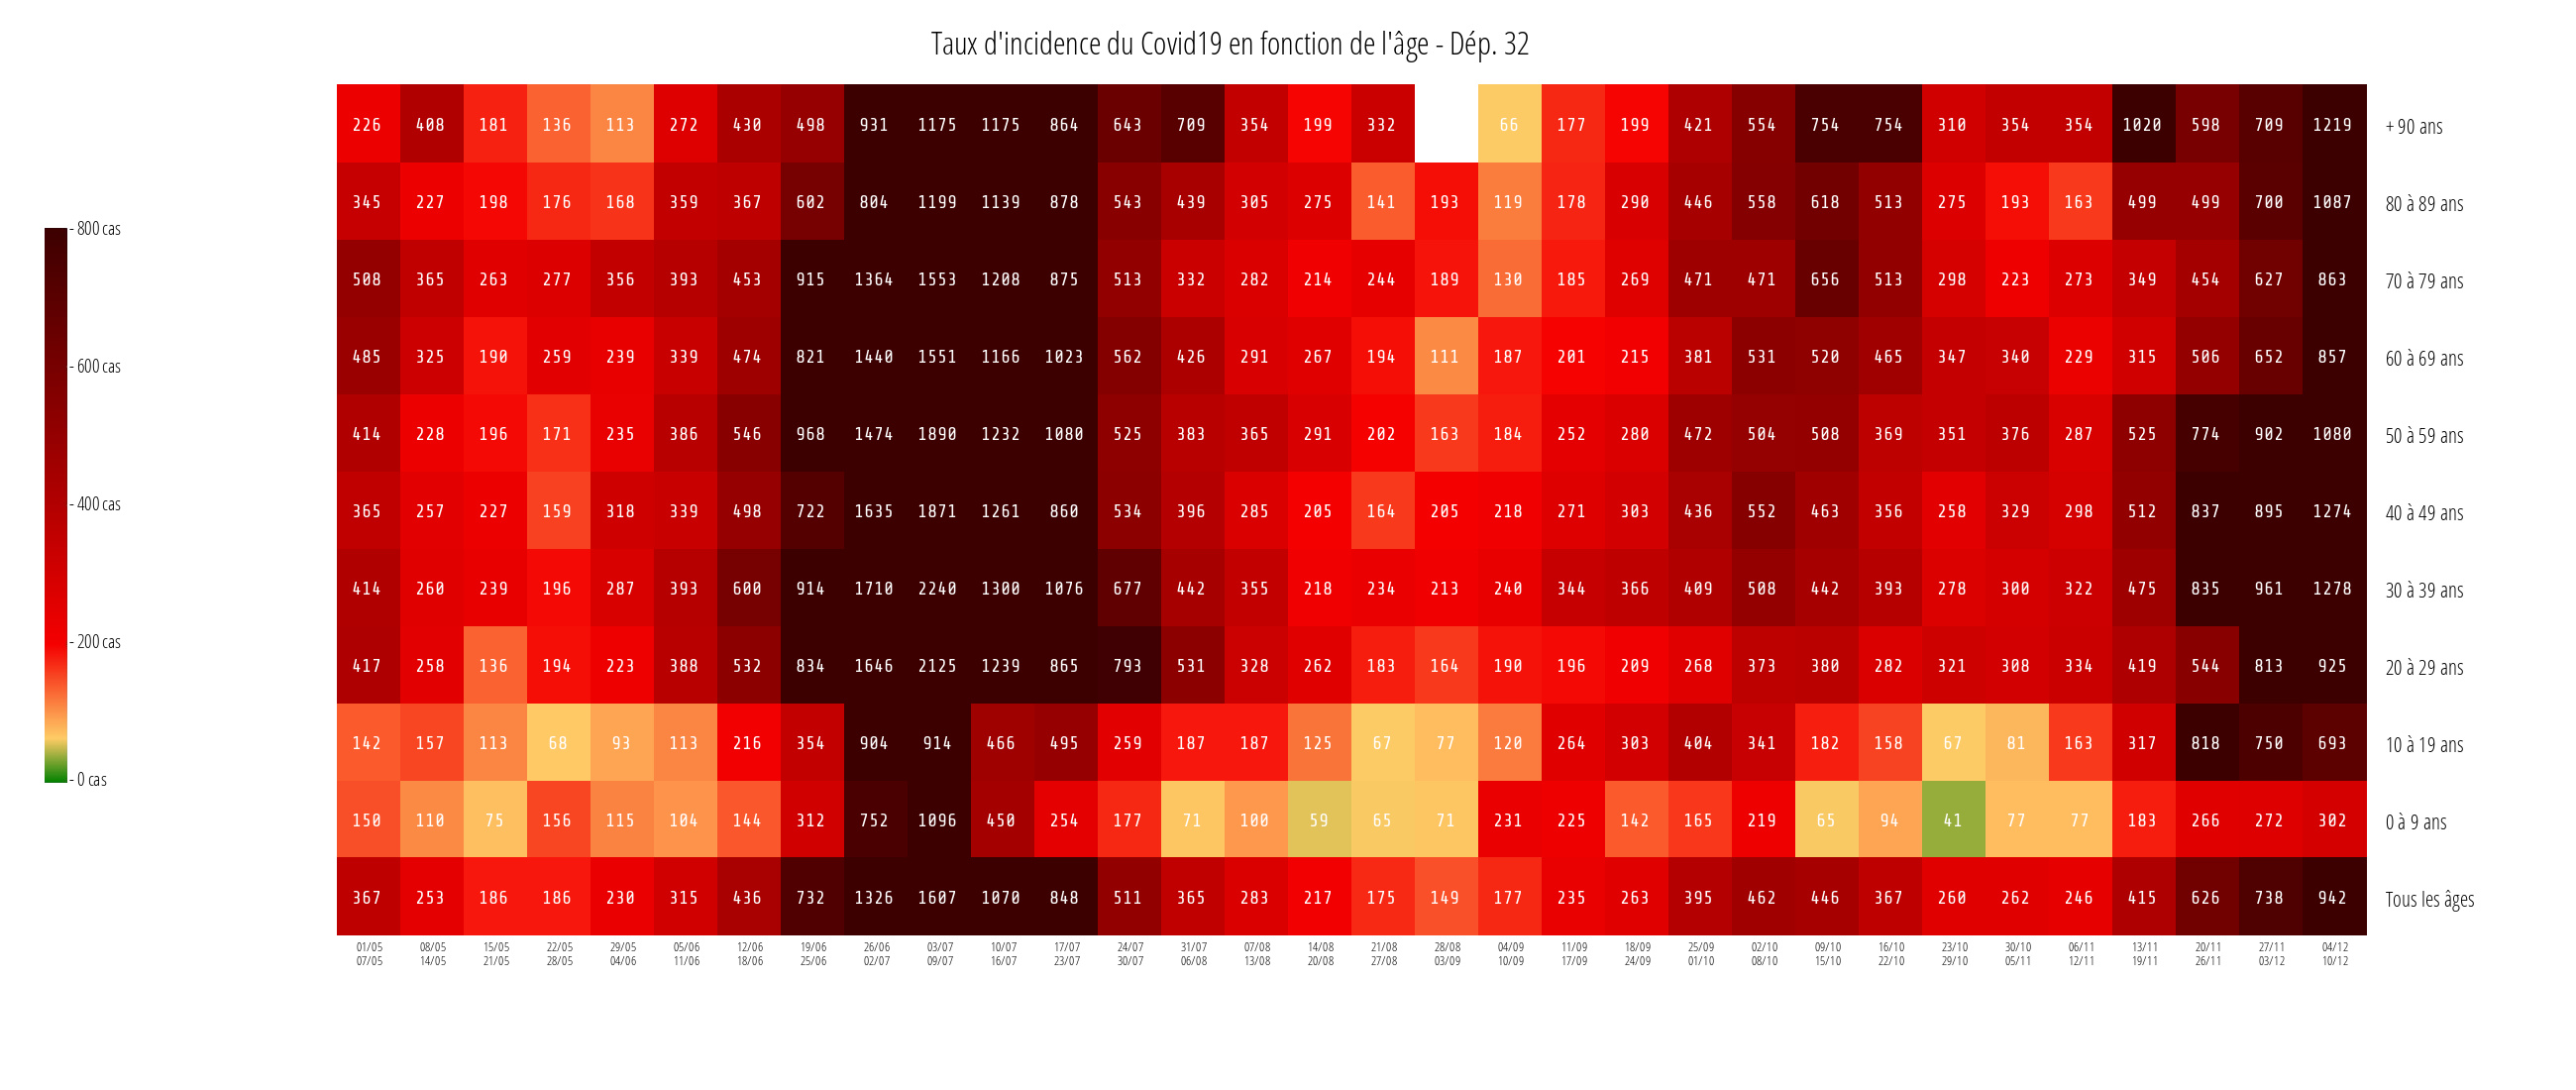 Taux d'incidence du Covid19 en fonction de l'âge - Dép. 32
- 800 cas
- 600 cas
- 400 cas
- 200 cas
- 0 cas
226 408 181 136 113 272 430 498 931 1175 1175 864 643 709 354 199 332 66 177 199 421 554 754 754 310 354 354 1020 598 709 1219 + 90 ans
345 227 198 176 168 359 367 602 804 1199 1139 878 543 439 305 275 141 193 119 178 290 446 558 618 513 275 193 163 499 499 700 1087 80 à 89 ans
508 365 263 277 356 393 453 915 1364 1553 1208 875 513 332 282 214 244 189 130 185 269 471 471 656 513 298 223 273 349 454 627 863 70 à 79 ans
485 325 190 259 239 339 474 821 1440 1551 1166 1023 562 426 291 267 194 111 187 201 215 381 531 520 465 347 340 229 315 506 652 857 60 à 69 ans
414 228 196 171 235 386 546 968 1474 1890 1232 1080 525 383 365 291 202 163 184 252 280 472 504 508 369 351 376 287 525 774 902 1080 50 à 59 ans
365 257 227 159 318 339 498 722 1635 1871 1261 860 534 396 285 205 164 205 218 271 303 436 552 463 356 258 329 298 512 837 895 1274 40 à 49 ans
414 260 239 196 287 393 600 914 1710 2240 1300 1076 677 442 355 218 234 213 240 344 366 409 508 442 393 278 300 322 475 835 961 1278 30 à 39 ans
417 258 136 194 223 388 532 834 1646 2125 1239 865 793 531 328 262 183 164 190 196 209 268 373 380 282 321 308 334 419 544 813 925 20 à 29 ans
142 157 113 68 93 113 216 354 904 914 466 495 259 187 187 125 67 77 120 264 303 404 341 182 158 67 81 163 317 818 750 693 10 à 19 ans
150 110 75 156 115 104 144 312 752 1096 450 254 177 71 100 59 65 71 231 225 142 165 219 65 94 41 77 77 183 266 272 302 0 à 9 ans
367 253 186 186 230 315 436 732 1326 1607 1070 848 511 365 283 217 175 149 177 235 263 395 462 446 367 260 262 246 415 626 738 942 Tous les âges
01/05 08/05 15/05 22/05 29/05 05/06 12/06 19/06 26/06 03/07 10/07 17/07 24/07 31/07 07/08 14/08 21/08 28/08 04/09 11/09 18/09 25/09 02/10 09/10 16/10 23/10 30/10 06/11 13/11 20/11 27/11 04/12
07/05 14/05 21/05 28/05 04/06 11/06 18/06 25/06 02/07 09/07 16/07 23/07 30/07 06/08 13/08 20/08 27/08 03/09 10/09 17/09 24/09 01/10 08/10 15/10 22/10 29/10 05/11 12/11 19/11 26/11 03/12 10/12